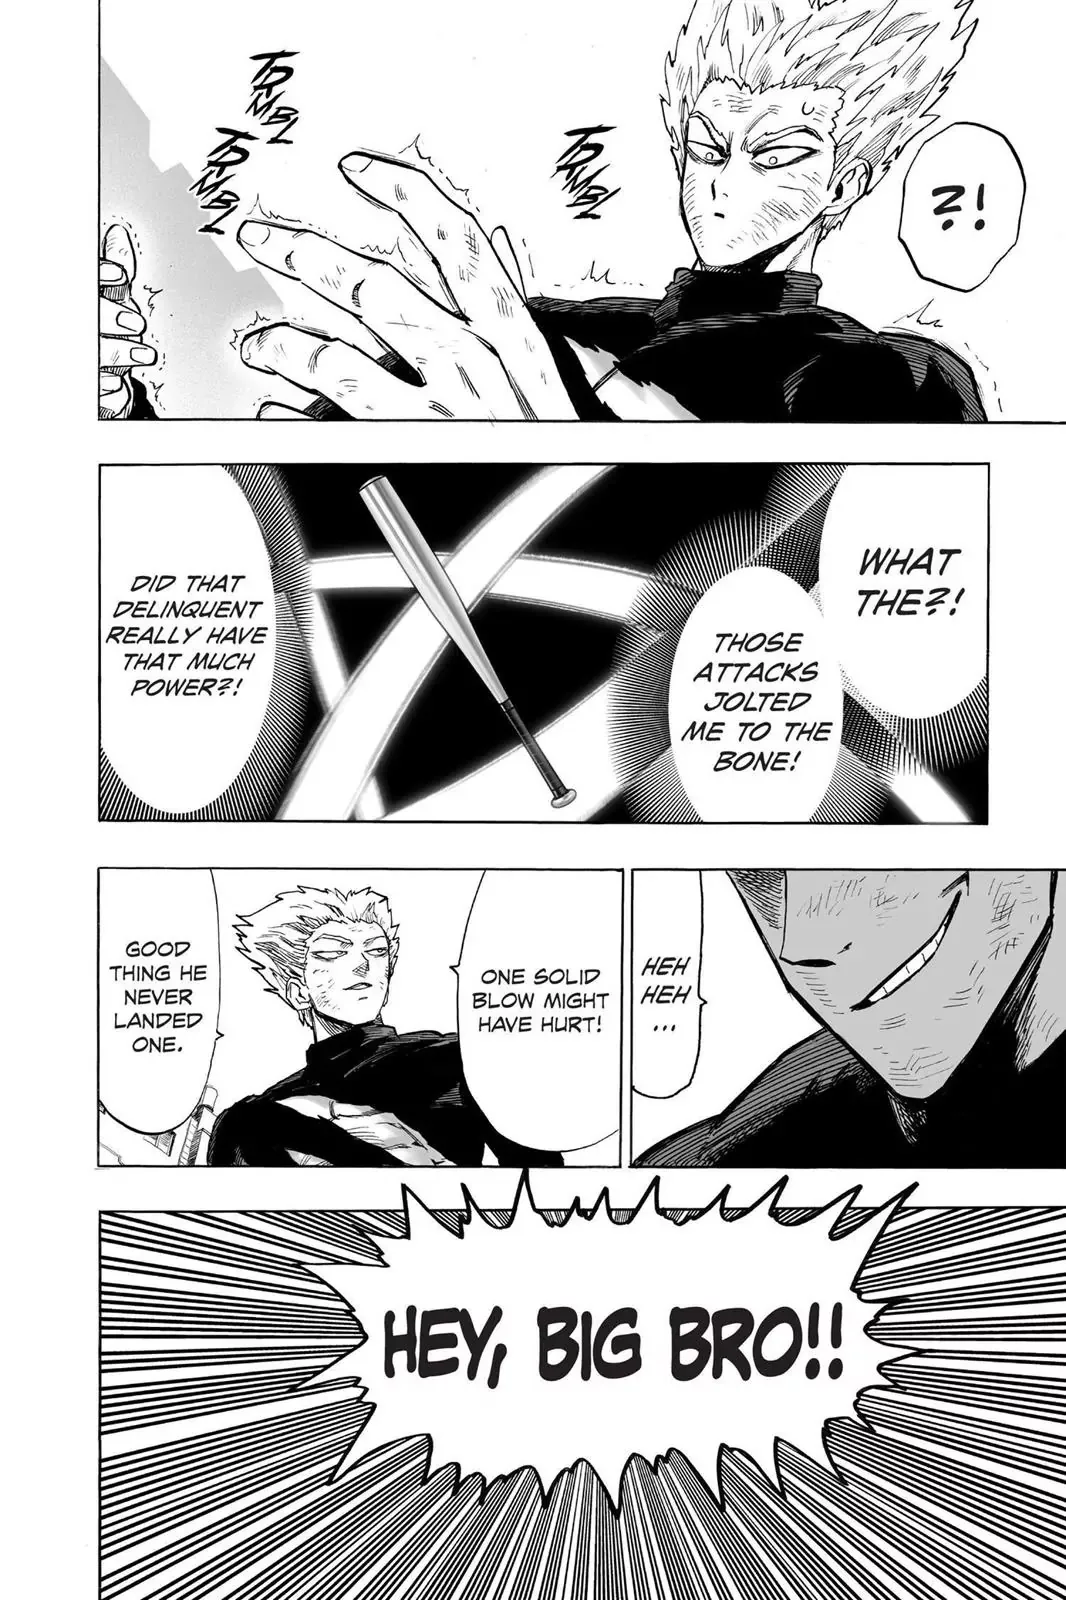 ?!
TRMBL
TRMBL
TRMBL
WHAT
THE?!
THOSE
ATTACKS
JOLTED
ME TO THE
BONE!
DID THAT
DELINQUENT
REALLY HAVE
THAT MUCH
POWER?!
HEH
HEH
...
ONE SOLID
BLOW MIGHT
HAVE HURT!
GOOD
THING HE
NEVER
LANDED
ONE.
HEY, BIG BRO!!